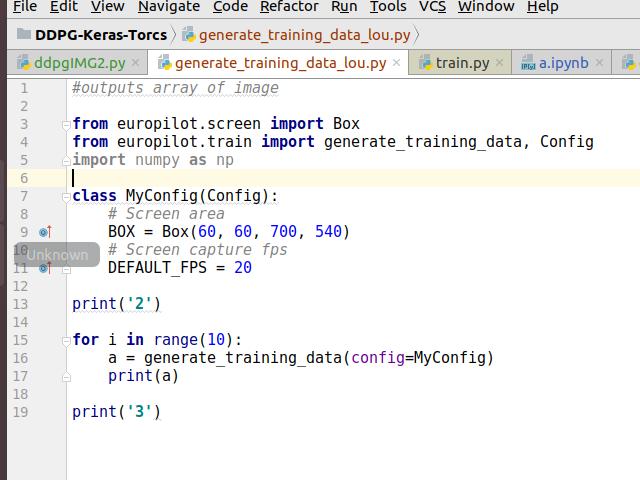 File Edit View Navigate Code Refactor Run Tools VCS Window Help
DDPG-Keras-Torcs generate_training_data_lou.py
ddpgIMG2.py × generate_training_data_lou.py × train.py × a.ipynb ×
1 #outputs array of image
2
3 from europilot.screen import Box
4 from europilot.train import generate_training_data, Config
5 import numpy as np
6
7 class MyConfig(Config):
8     # Screen area
9     BOX = Box(60, 60, 700, 540)
10     # Screen capture fps
Unknown
11     DEFAULT_FPS = 20
12
13 print('2')
14
15 for i in range(10):
16     a = generate_training_data(config=MyConfig)
17     print(a)
18
19 print('3')